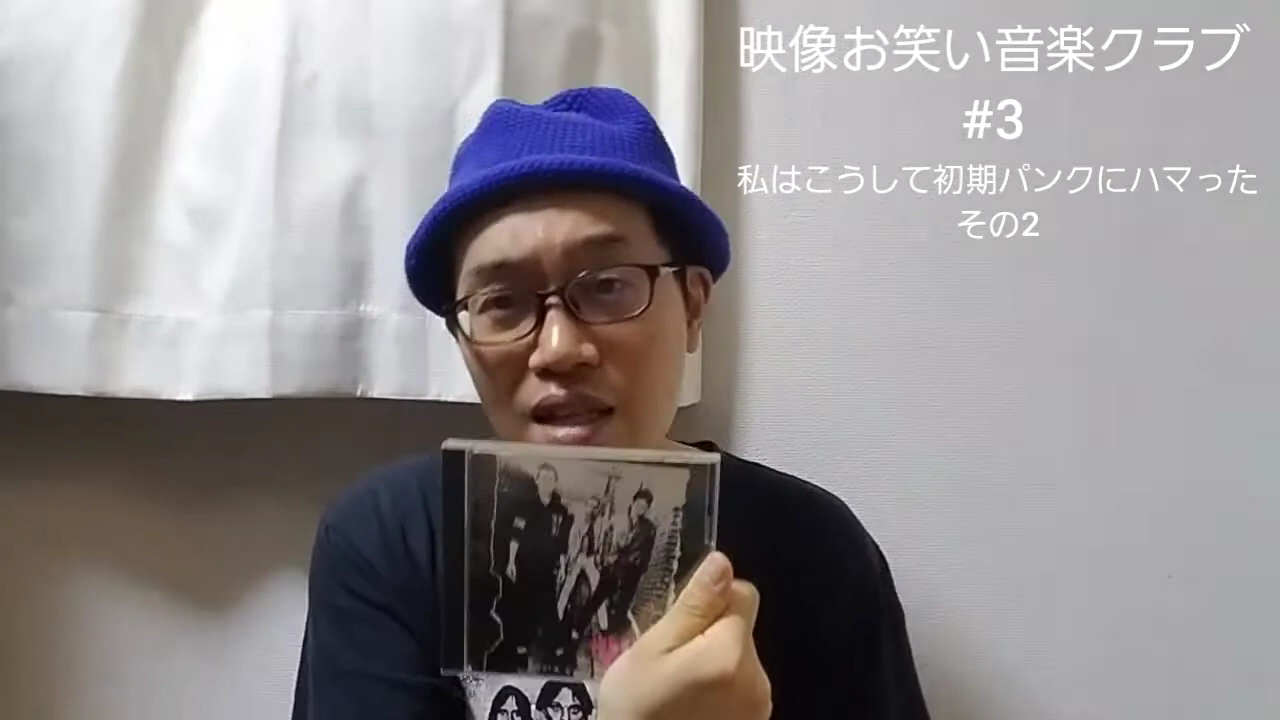 映像お笑い音楽クラブ
#3
私はこうして初期パンクにハマった
その2